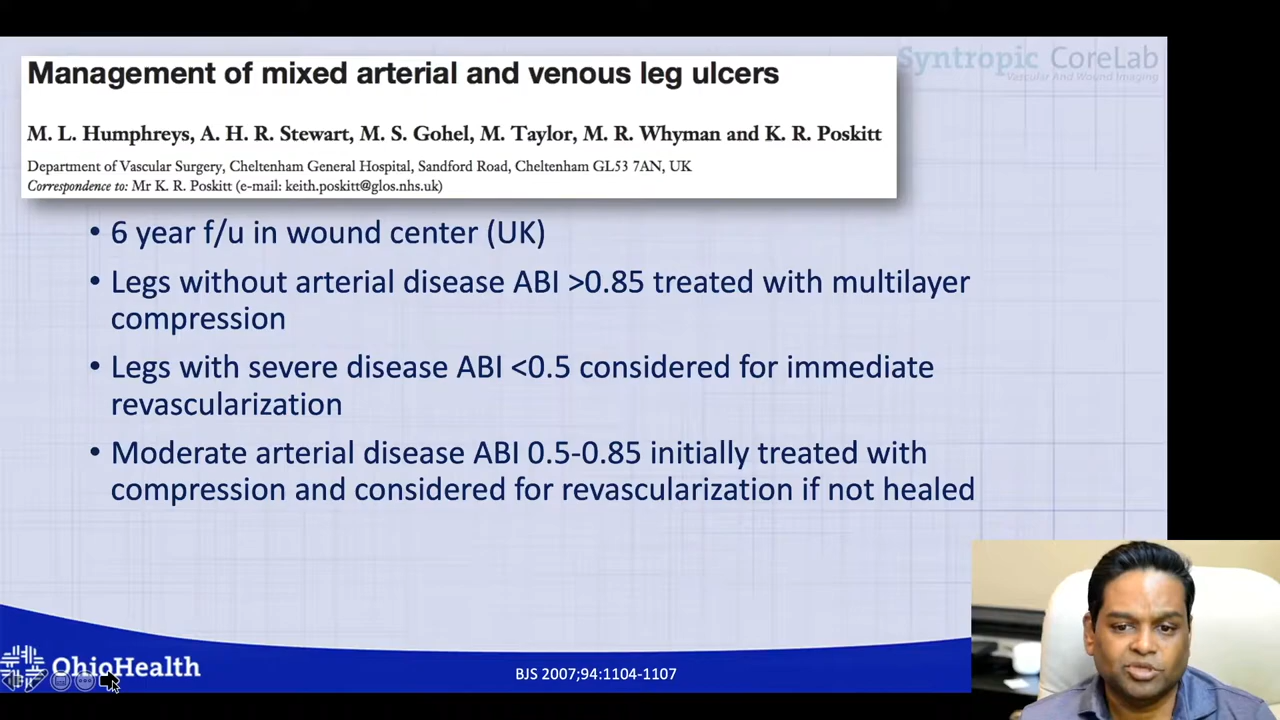 Syntropic CoreLab
Vascular And Wound Imaging
Management of mixed arterial and venous leg ulcers
M. L. Humphreys, A. H. R. Stewart, M. S. Gohel, M. Taylor, M. R. Whyman and K. R. Poskitt
Department of Vascular Surgery, Cheltenham General Hospital, Sandford Road, Cheltenham GL53 7AN, UK
Correspondence to: Mr K. R. Poskitt (e-mail: keith.poskitt@glos.nhs.uk)
• 6 year f/u in wound center (UK)
• Legs without arterial disease ABI >0.85 treated with multilayer
compression
• Legs with severe disease ABI <0.5 considered for immediate
revascularization
• Moderate arterial disease ABI 0.5-0.85 initially treated with
compression and considered for revascularization if not healed
OhioHealth
BJS 2007;94:1104-1107